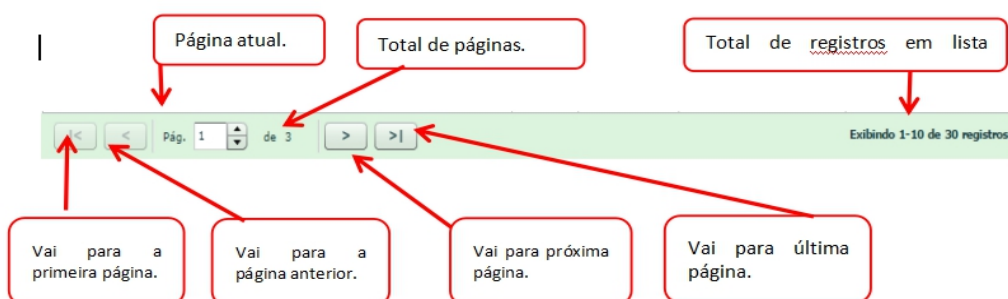 Página atual.
Total de páginas.
Total de registros em lista
|< < Pág. 1 de 3 > >| Exibindo 1-10 de 30 registros
Vai para a
primeira página.
Vai para a
página anterior.
Vai para próxima
página.
Vai para última
página.